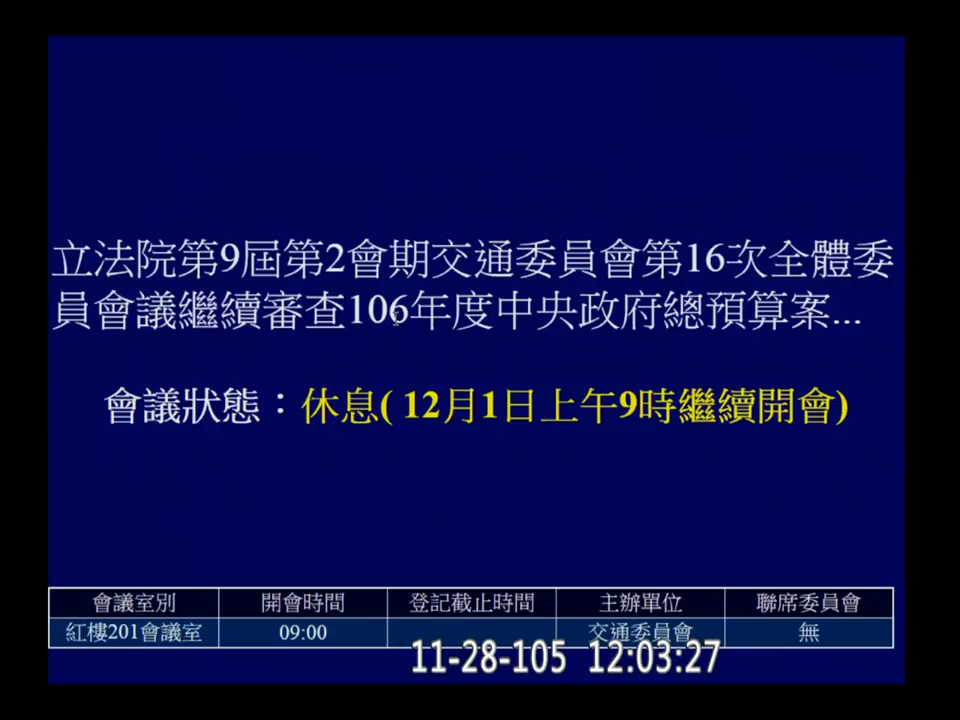 立法院第9屆第2會期交通委員會第16次全體委
員會議繼續審查106年度中央政府總預算案...
會議狀態：休息( 12月1日上午9時繼續開會)
會議室別 開會時間 登記截止時間 主辦單位 聯席委員會
紅樓201會議室 09:00 交通委員會 無
11-28-105 12:03:27